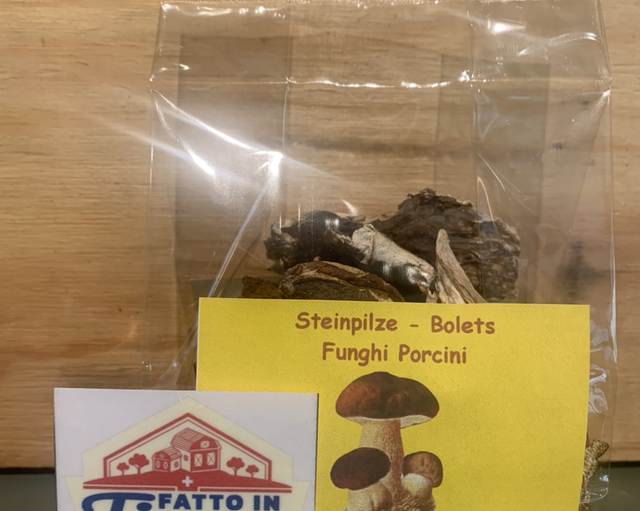 Steinpilze - Bolets
Funghi Porcini
FATTO IN